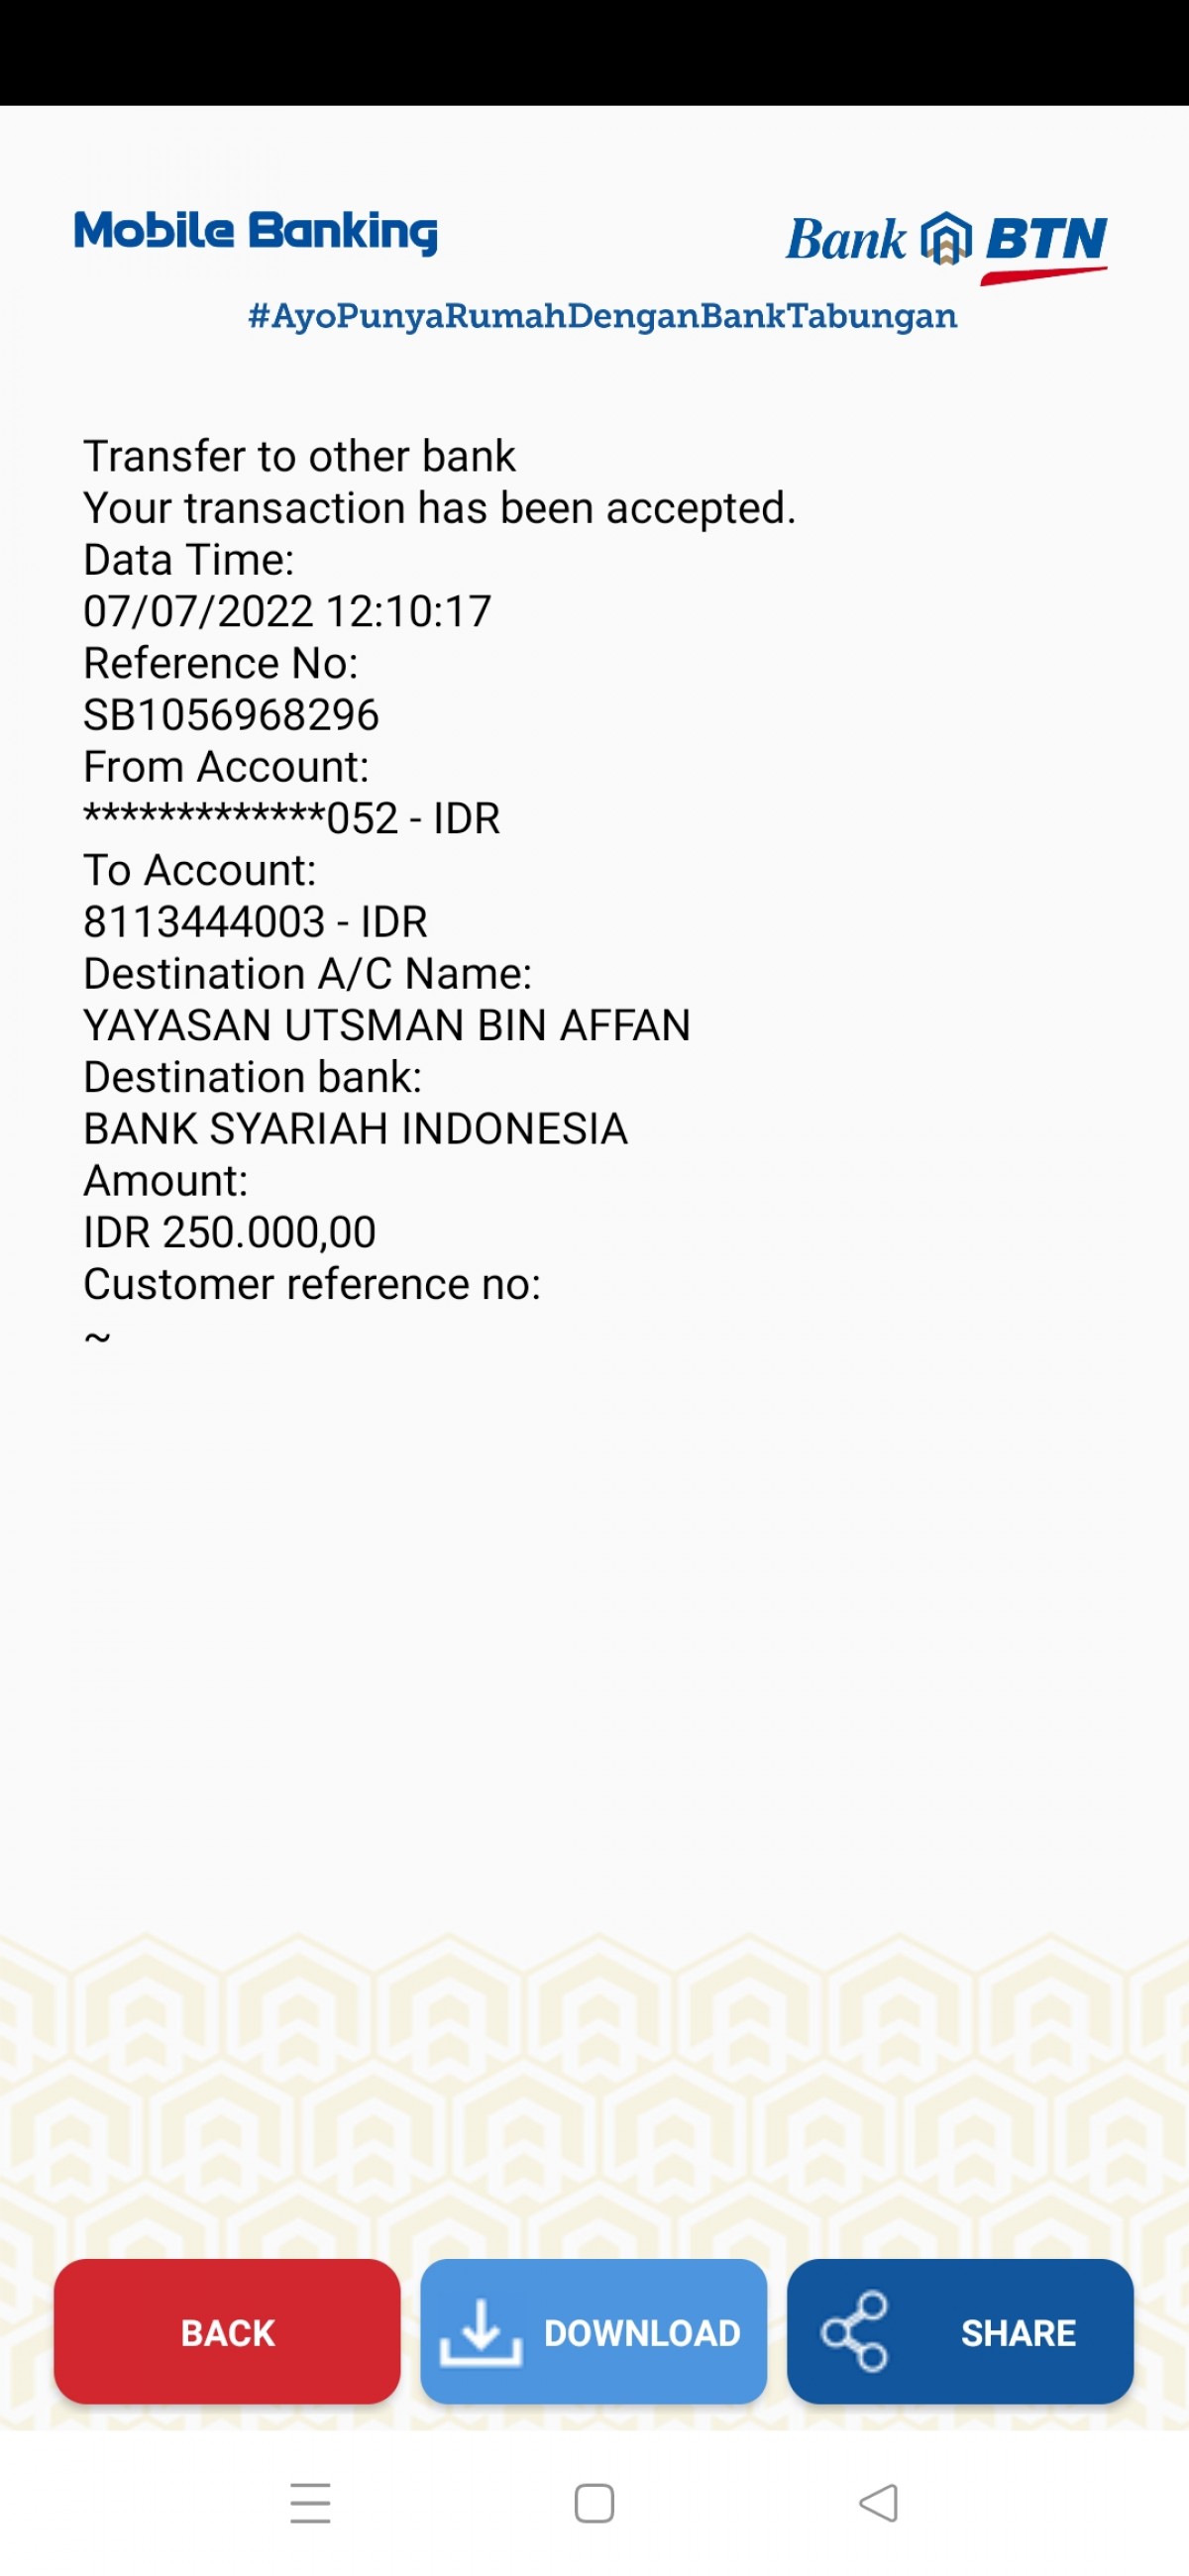 Mobile Banking
Bank BTN
#AyoPunyaRumahDenganBankTabungan
Transfer to other bank
Your transaction has been accepted.
Data Time:
07/07/2022 12:10:17
Reference No:
SB1056968296
From Account:
*************052 - IDR
To Account:
8113444003 - IDR
Destination A/C Name:
YAYASAN UTSMAN BIN AFFAN
Destination bank:
BANK SYARIAH INDONESIA
Amount:
IDR 250.000,00
Customer reference no:
~
BACK
DOWNLOAD
SHARE